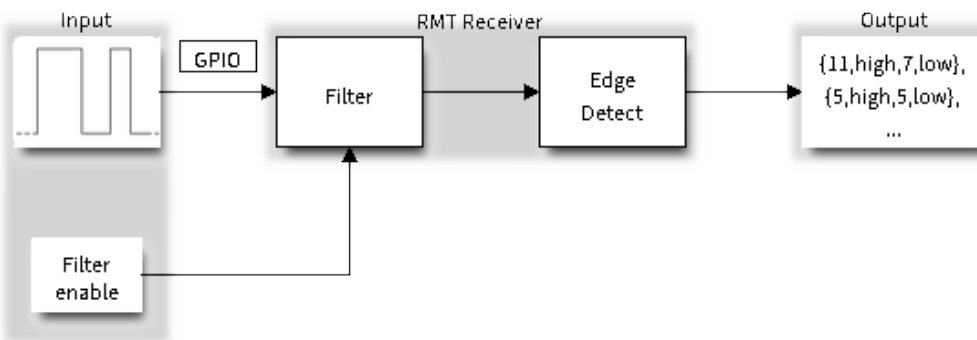 Input
RMT Receiver
Output
GPIO
Filter
Edge
Detect
{11,high,7,low},
{5,high,5,low},
...
Filter
enable